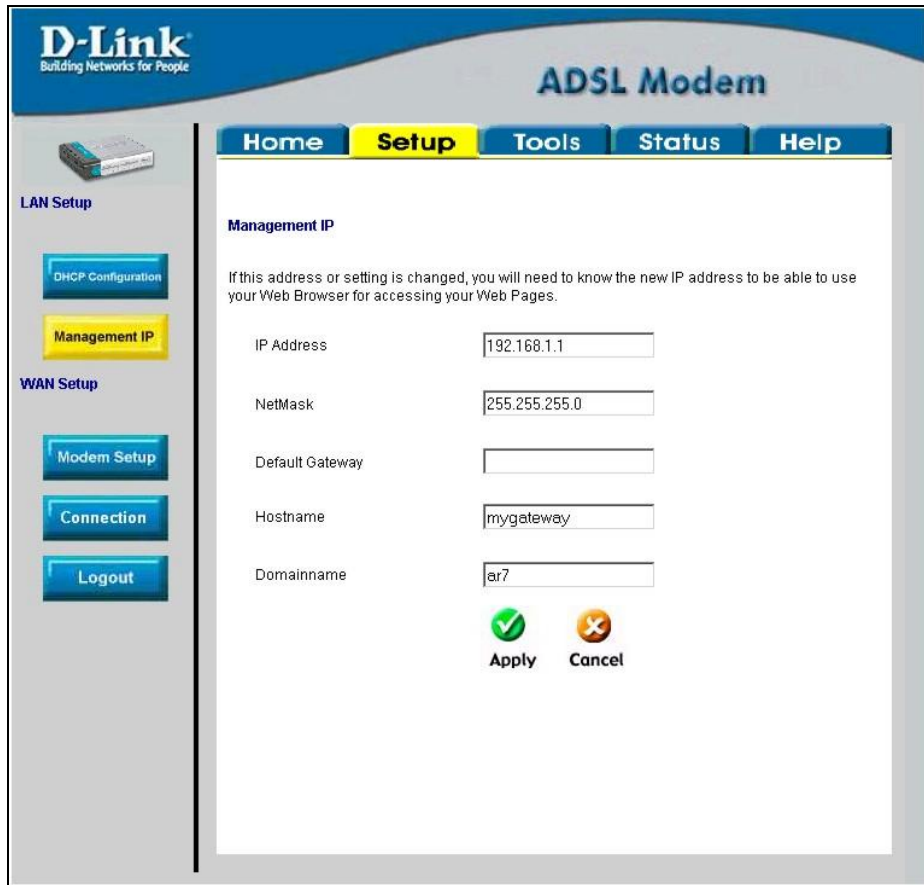 D-Link
Building Networks for People
ADSL Modem
Home
Setup
Tools
Status
Help
LAN Setup
DHCP Configuration
Management IP
WAN Setup
Modem Setup
Connection
Logout
Management IP
If this address or setting is changed, you will need to know the new IP address to be able to use
your Web Browser for accessing your Web Pages.
IP Address 192.168.1.1
NetMask 255.255.255.0
Default Gateway
Hostname mygateway
Domainname ar7
Apply Cancel